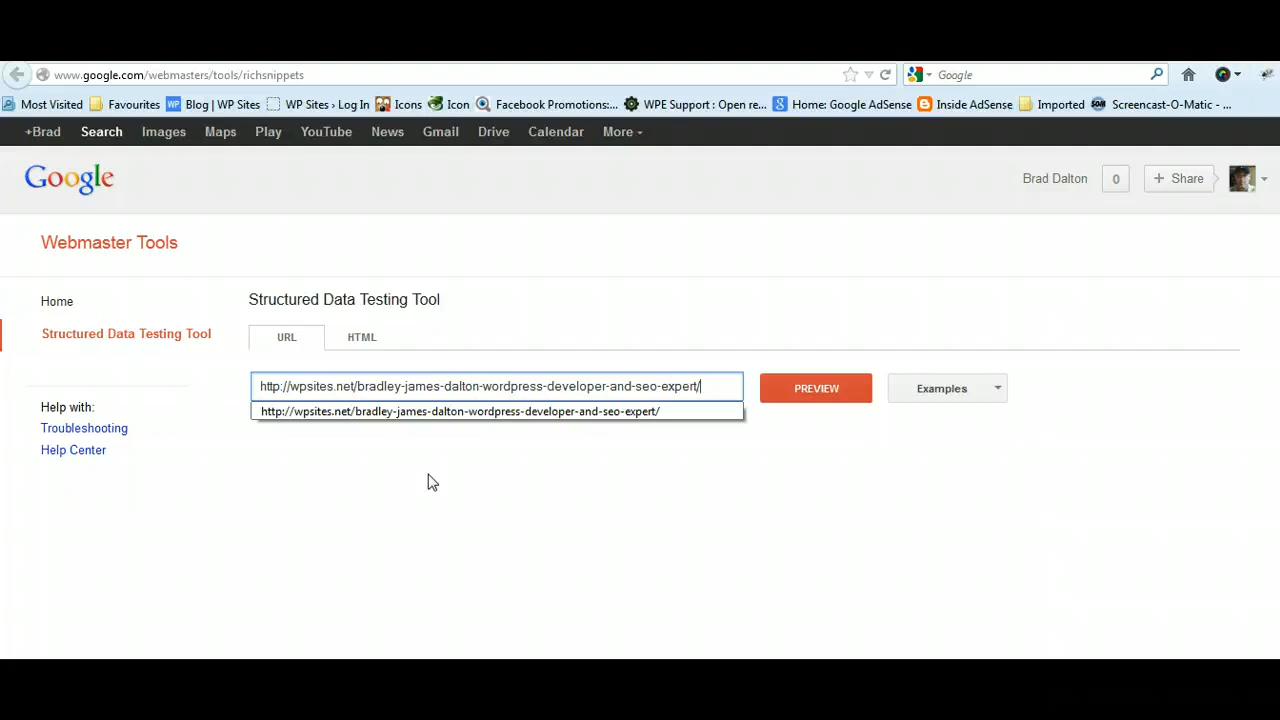 www.google.com/webmasters/tools/richsnippets
Google
Most Visited Favourites Blog | WP Sites WP Sites › Log In Icons Icon Facebook Promotions:... WPE Support : Open re... Home: Google AdSense Inside AdSense Imported Screencast-O-Matic - ...
+Brad Search Images Maps Play YouTube News Gmail Drive Calendar More
Google
Brad Dalton 0 + Share
Webmaster Tools
Home
Structured Data Testing Tool
Help with:
Troubleshooting
Help Center
Structured Data Testing Tool
URL HTML
http://wpsites.net/bradley-james-dalton-wordpress-developer-and-seo-expert/
PREVIEW Examples
http://wpsites.net/bradley-james-dalton-wordpress-developer-and-seo-expert/